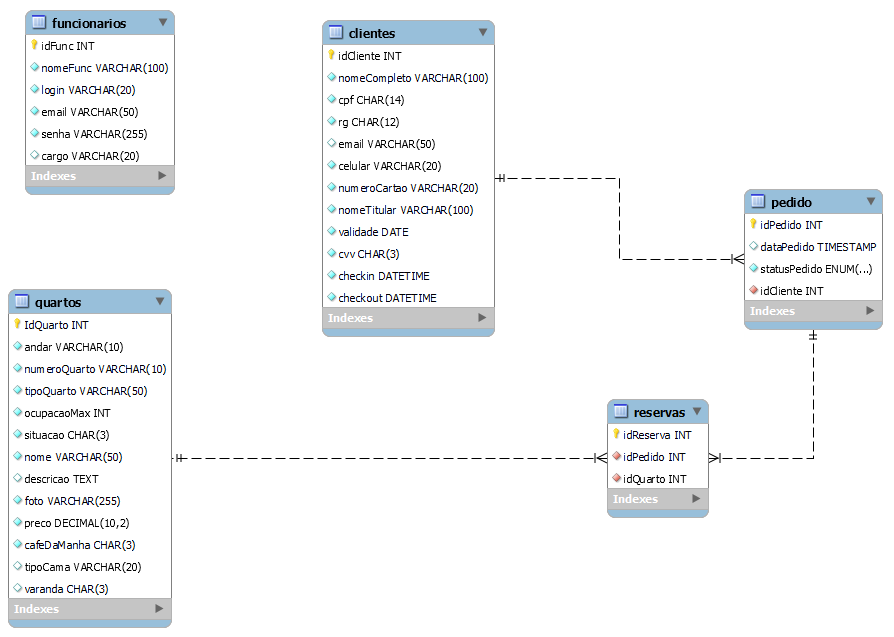 funcionarios
idFunc INT
nomeFunc VARCHAR(100)
login VARCHAR(20)
email VARCHAR(50)
senha VARCHAR(255)
cargo VARCHAR(20)
Indexes
clientes
idCliente INT
nomeCompleto VARCHAR(100)
cpf CHAR(14)
rg CHAR(12)
email VARCHAR(50)
celular VARCHAR(20)
numeroCartao VARCHAR(20)
nomeTitular VARCHAR(100)
validade DATE
cvv CHAR(3)
checkin DATETIME
checkout DATETIME
Indexes
pedido
idPedido INT
dataPedido TIMESTAMP
statusPedido ENUM(...)
idCliente INT
Indexes
quartos
IdQuarto INT
andar VARCHAR(10)
numeroQuarto VARCHAR(10)
tipoQuarto VARCHAR(50)
ocupacaoMax INT
situacao CHAR(3)
nome VARCHAR(50)
descricao TEXT
foto VARCHAR(255)
preco DECIMAL(10,2)
cafeDaManha CHAR(3)
tipoCama VARCHAR(20)
varanda CHAR(3)
Indexes
reservas
idReserva INT
idPedido INT
idQuarto INT
Indexes